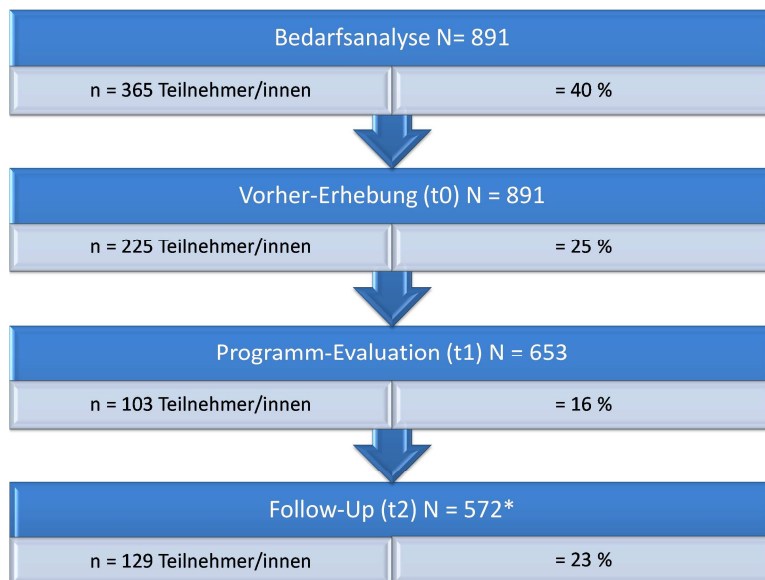 Bedarfsanalyse N= 891
n = 365 Teilnehmer/innen = 40 %
Vorher-Erhebung (t0) N = 891
n = 225 Teilnehmer/innen = 25 %
Programm-Evaluation (t1) N = 653
n = 103 Teilnehmer/innen = 16 %
Follow-Up (t2) N = 572*
n = 129 Teilnehmer/innen = 23 %